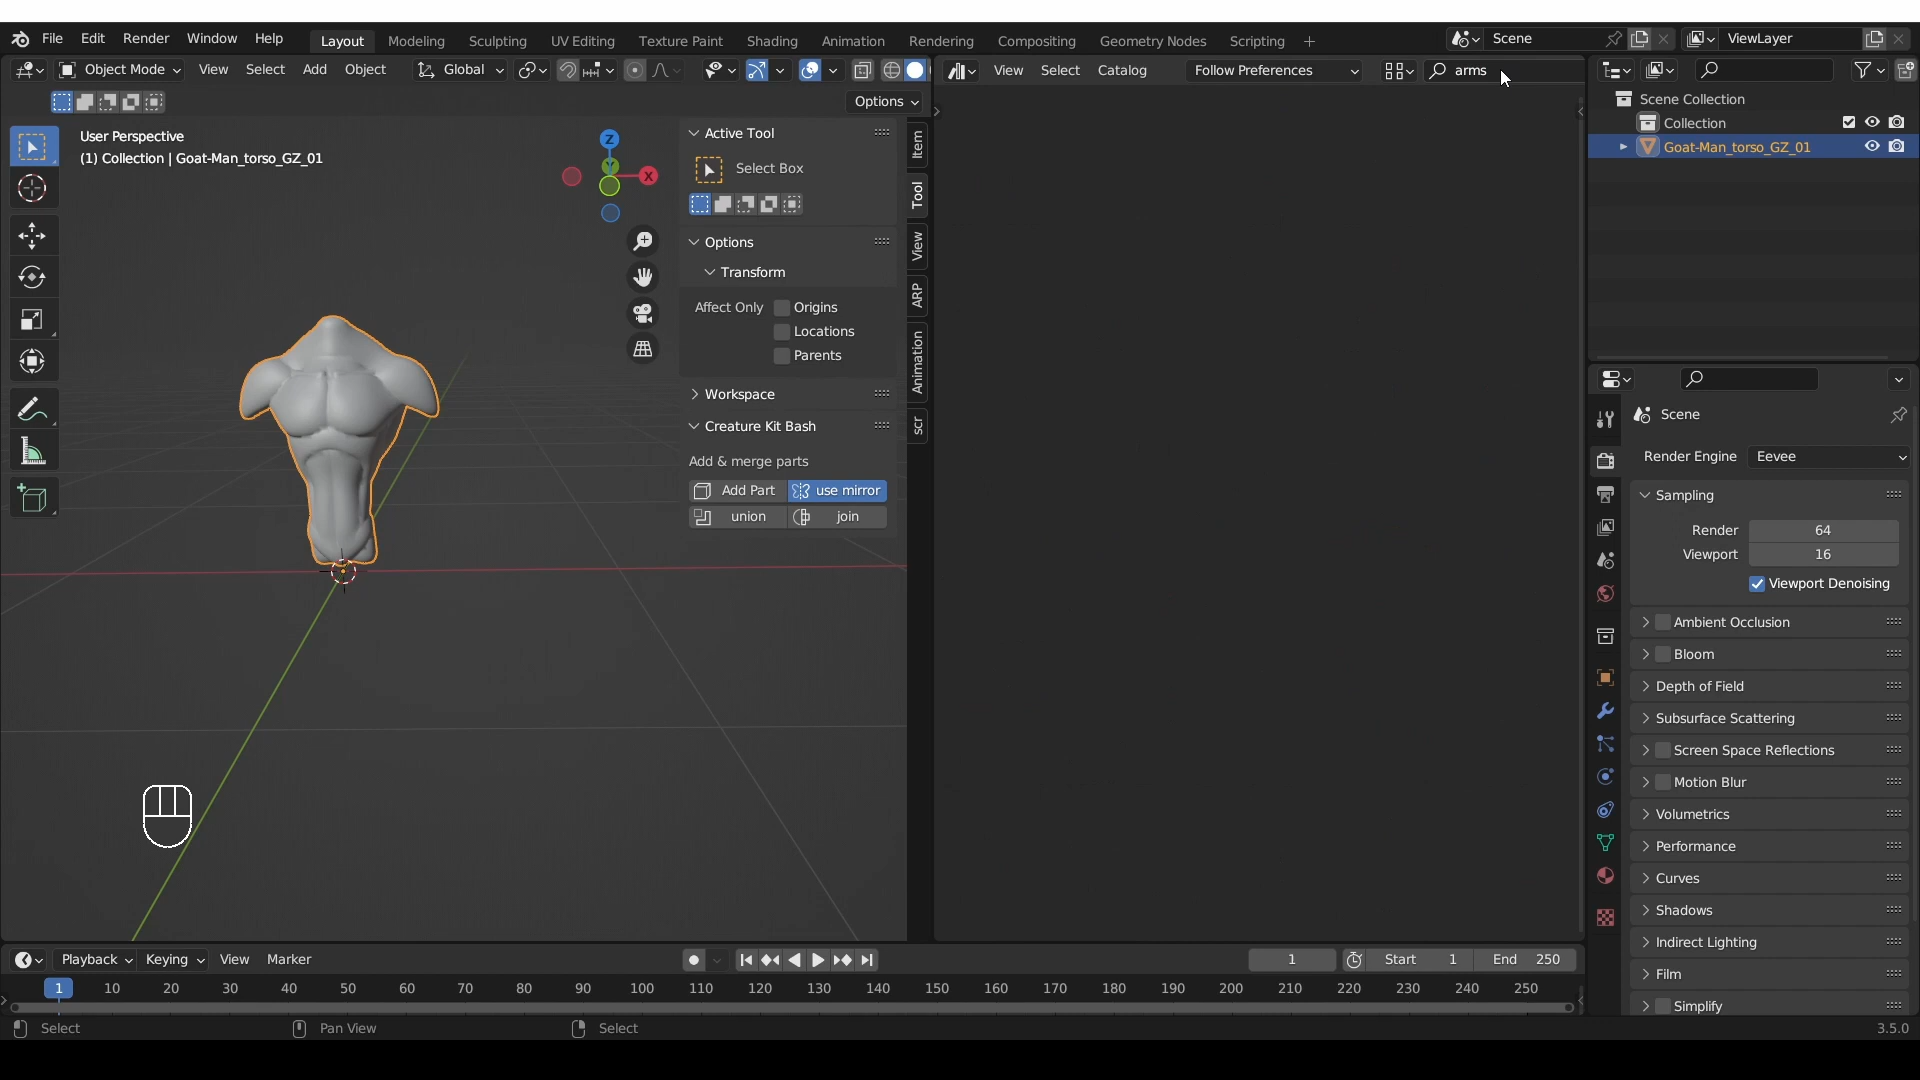 File Edit Render Window Help Layout Modeling Sculpting UV Editing Texture Paint Shading Animation Rendering Compositing Geometry Nodes Scripting + Scene ViewLayer
Object Mode View Select Add Object Global View Select Catalog Follow Preferences arms
Options
User Perspective
(1) Collection | Goat-Man_torso_GZ_01
Z
Y
X
Active Tool
Select Box
Options
Transform
Affect Only Origins
Locations
Parents
Workspace
Creature Kit Bash
Add & merge parts
Add Part use mirror
union join
Item
Tool
View
ARP
Animation
scr
Scene Collection
Collection
Goat-Man_torso_GZ_01
Scene
Render Engine Eevee
Sampling
Render 64
Viewport 16
Viewport Denoising
Ambient Occlusion
Bloom
Depth of Field
Subsurface Scattering
Screen Space Reflections
Motion Blur
Volumetrics
Performance
Curves
Shadows
Indirect Lighting
Film
Simplify
Playback Keying View Marker 1 Start 1 End 250
1 10 20 30 40 50 60 70 80 90 100 110 120 130 140 150 160 170 180 190 200 210 220 230 240 250
Select Pan View Select 3.5.0